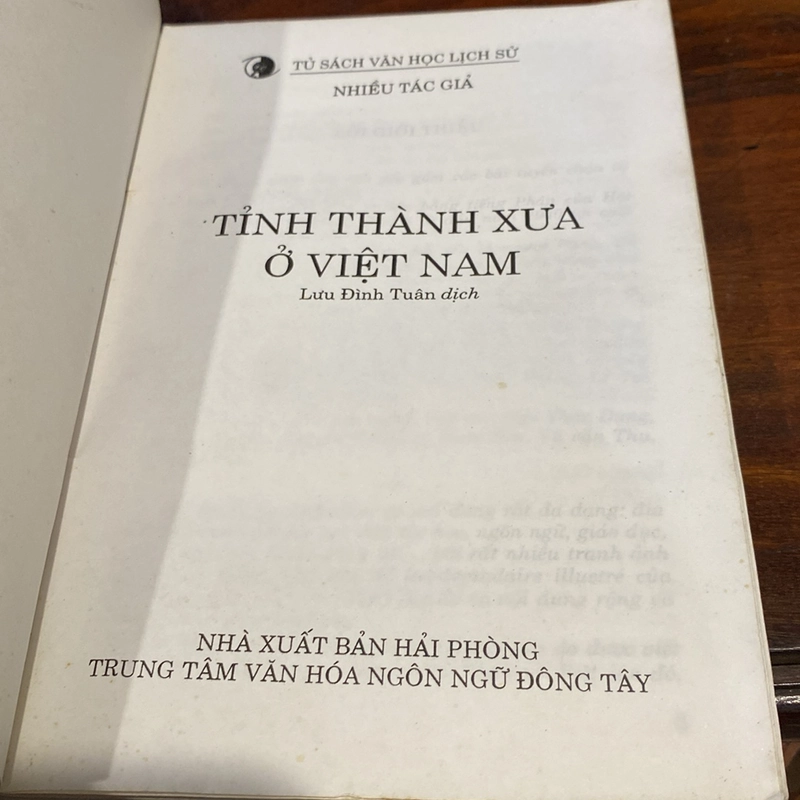 TỦ SÁCH VĂN HỌC LỊCH SỬ
NHIỀU TÁC GIẢ
TỈNH THÀNH XƯA
Ở VIỆT NAM
Lưu Đình Tuân dịch
NHÀ XUẤT BẢN HẢI PHÒNG
TRUNG TÂM VĂN HÓA NGÔN NGỮ ĐÔNG TÂY